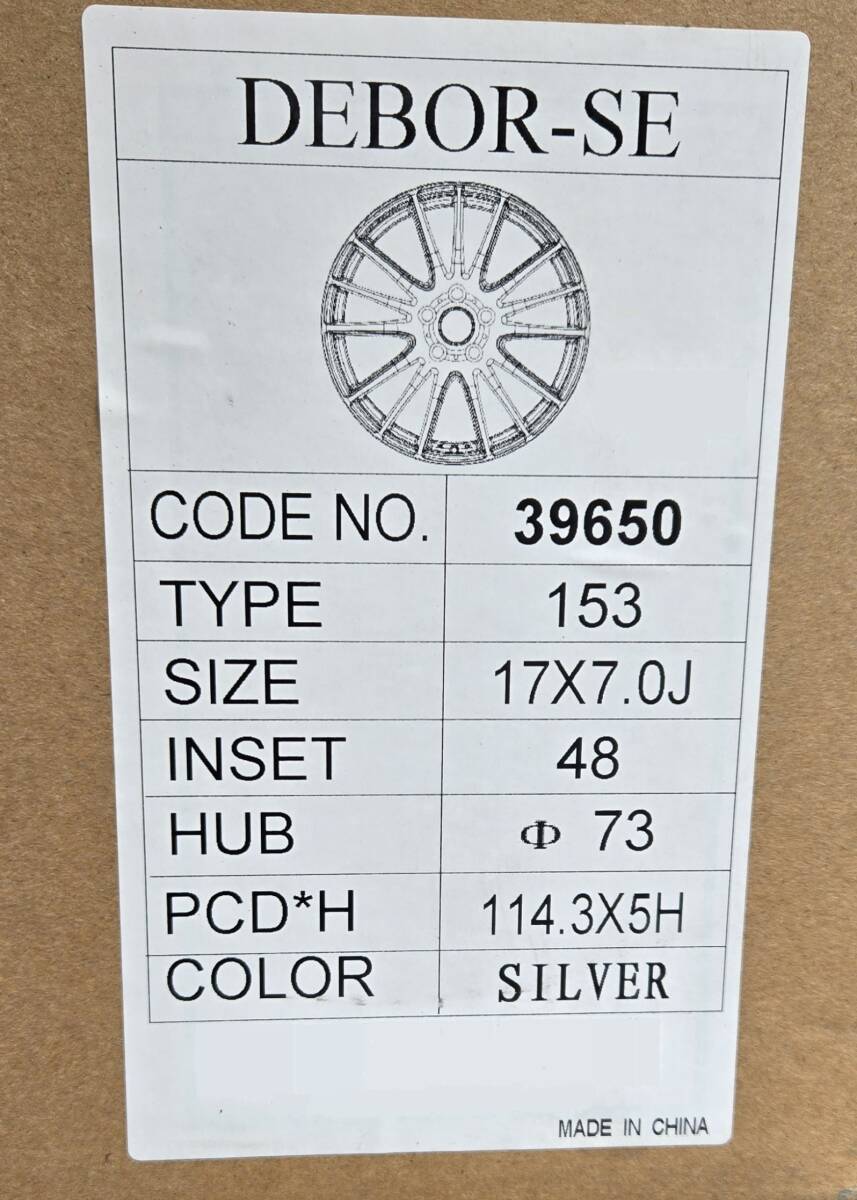 DEBOR-SE
CODE NO. 39650
TYPE 153
SIZE 17X7.0J
INSET 48
HUB Φ 73
PCD*H 114.3X5H
COLOR SILVER
MADE IN CHINA